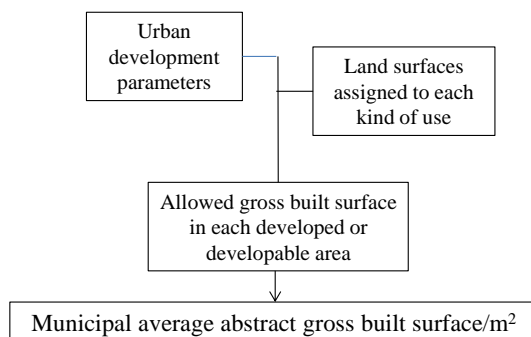 Urban
development
parameters
Land surfaces
assigned to each
kind of use
Allowed gross built surface
in each developed or
developable area
Municipal average abstract gross built surface/m²